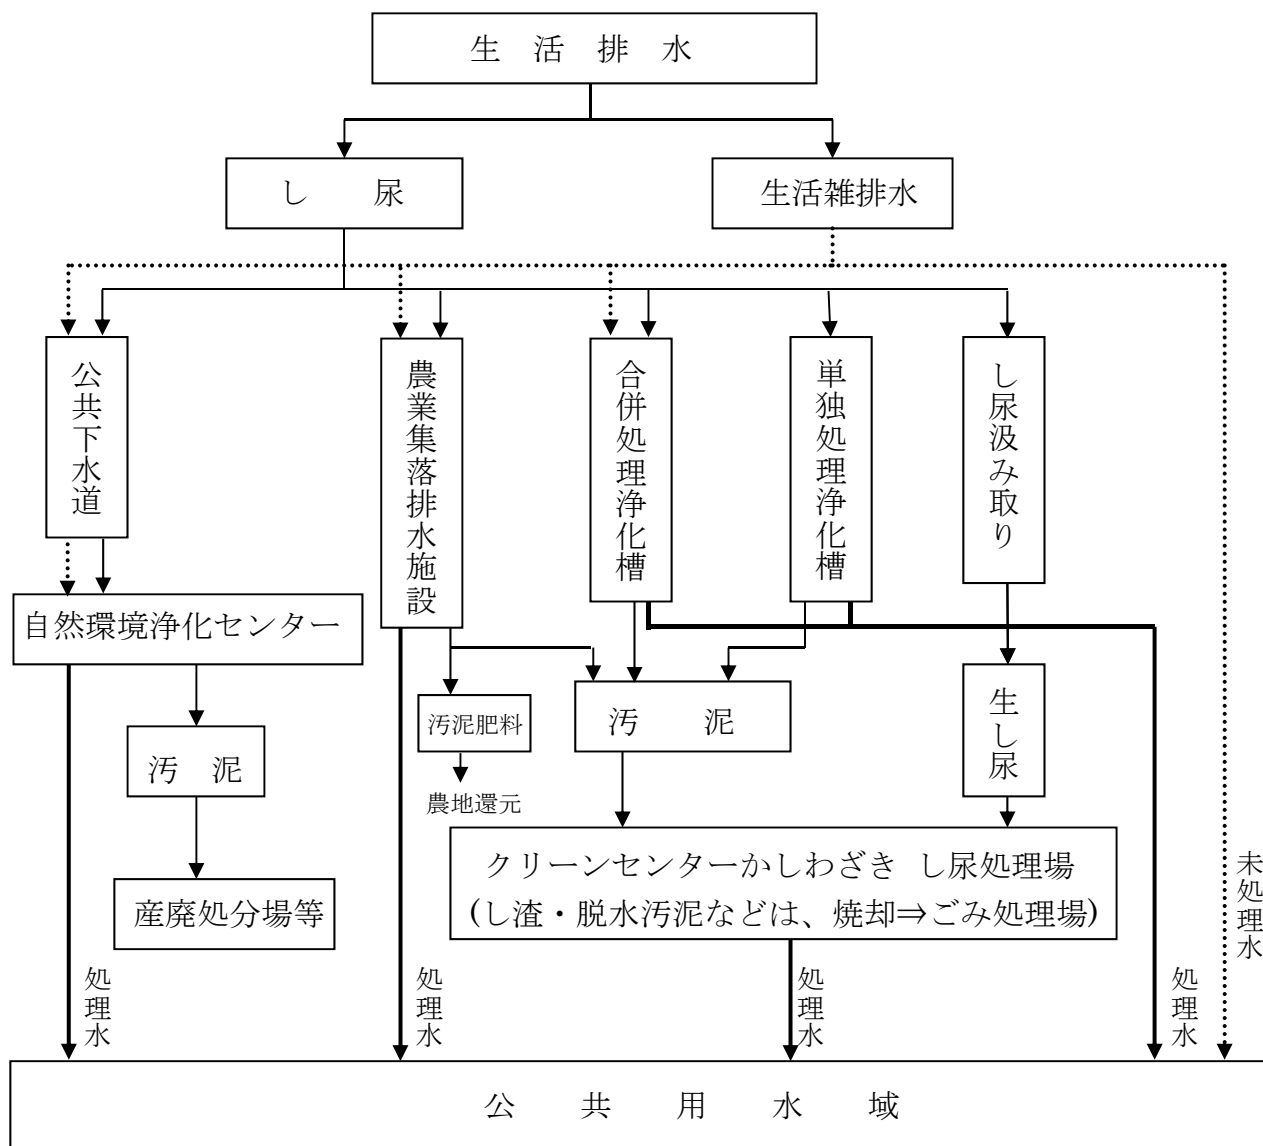 生活排水
し尿
生活雑排水
公共下水道
農業集落排水施設
合併処理浄化槽
単独処理浄化槽
し尿汲み取り
自然環境浄化センター
汚泥肥料
汚泥
生し尿
汚泥
農地還元
クリーンセンターかしわざき し尿処理場
(し渣・脱水汚泥などは、焼却⇒ごみ処理場)
産廃処分場等
未処理水
処理水
処理水
処理水
処理水
公共用水域